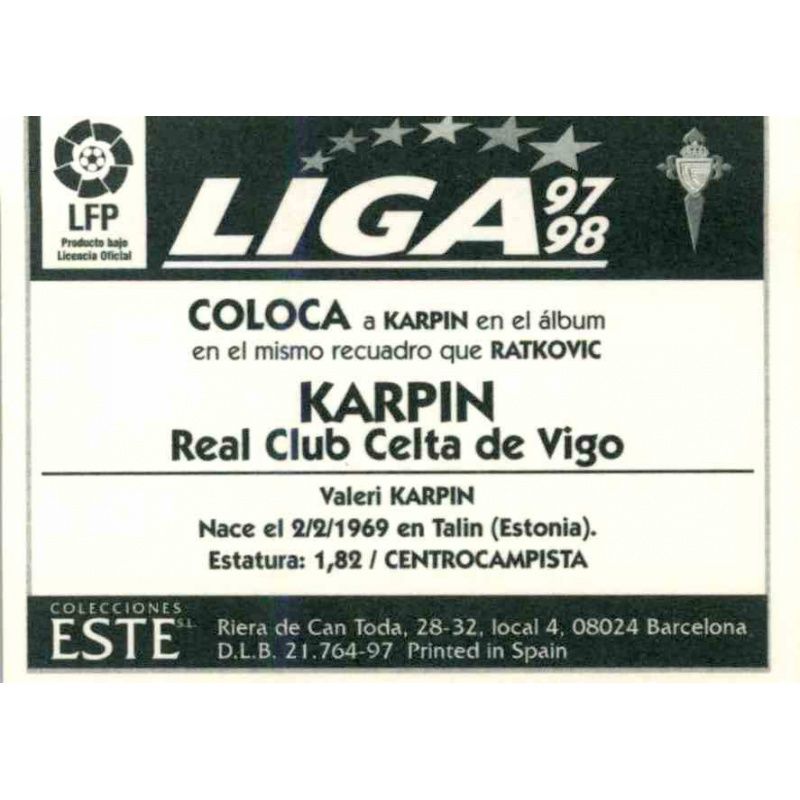 LFP
Producto bajo
Licencia Oficial
LIGA 97 98
COLOCA a KARPIN en el álbum
en el mismo recuadro que RATKOVIC
KARPIN
Real Club Celta de Vigo
Valeri KARPIN
Nace el 2/2/1969 en Talin (Estonia).
Estatura: 1,82 / CENTROCAMPISTA
COLECCIONES
ESTE S.L.
Riera de Can Toda, 28-32, local 4, 08024 Barcelona
D.L.B. 21.764-97 Printed in Spain